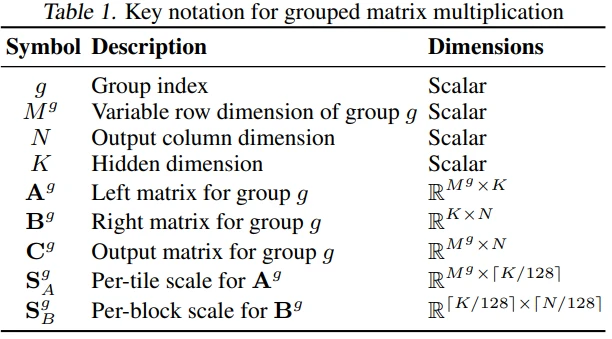 Table 1. Key notation for grouped matrix multiplication
Symbol Description Dimensions
g Group index Scalar
M^g Variable row dimension of group g Scalar
N Output column dimension Scalar
K Hidden dimension Scalar
A^g Left matrix for group g ℝ^{M^g×K}
B^g Right matrix for group g ℝ^{K×N}
C^g Output matrix for group g ℝ^{M^g×N}
S_A^g Per-tile scale for A^g ℝ^{M^g×⌈K/128⌉}
S_B^g Per-block scale for B^g ℝ^{⌈K/128⌉×⌈N/128⌉}